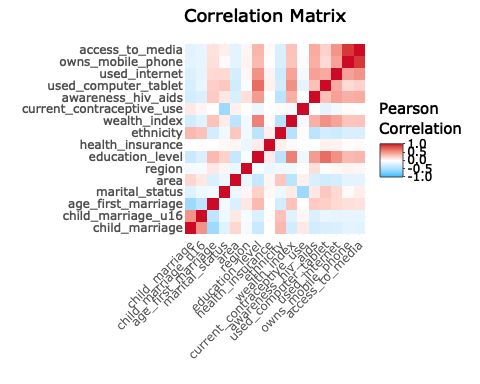 Correlation Matrix
access_to_media
owns_mobile_phone
used_internet
used_computer_tablet
awareness_hiv_aids
current_contraceptive_use
wealth_index
ethnicity
health_insurance
education_level
region
area
marital_status
age_first_marriage
child_marriage_u16
child_marriage
Pearson
Correlation
1.0
0.5
0.0
-0.5
-1.0
child_marriage
child_marriage_u16
age_first_marriage
marital_status
area
region
education_level
health_insurance
ethnicity
wealth_index
current_contraceptive_use
awareness_hiv_aids
used_computer_tablet
used_internet
owns_mobile_phone
access_to_media